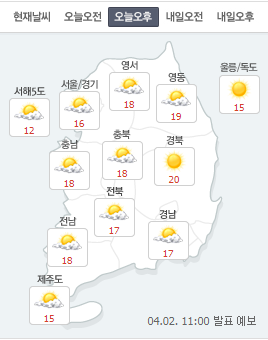 현재날씨 오늘오전 오늘오후 내일오전 내일오후
영서
18
영동
19
울릉/독도
15
서해5도
12
서울/경기
16
충북
18
경북
20
충남
18
전북
17
경남
17
전남
18
제주도
15
04.02. 11:00 발표 예보